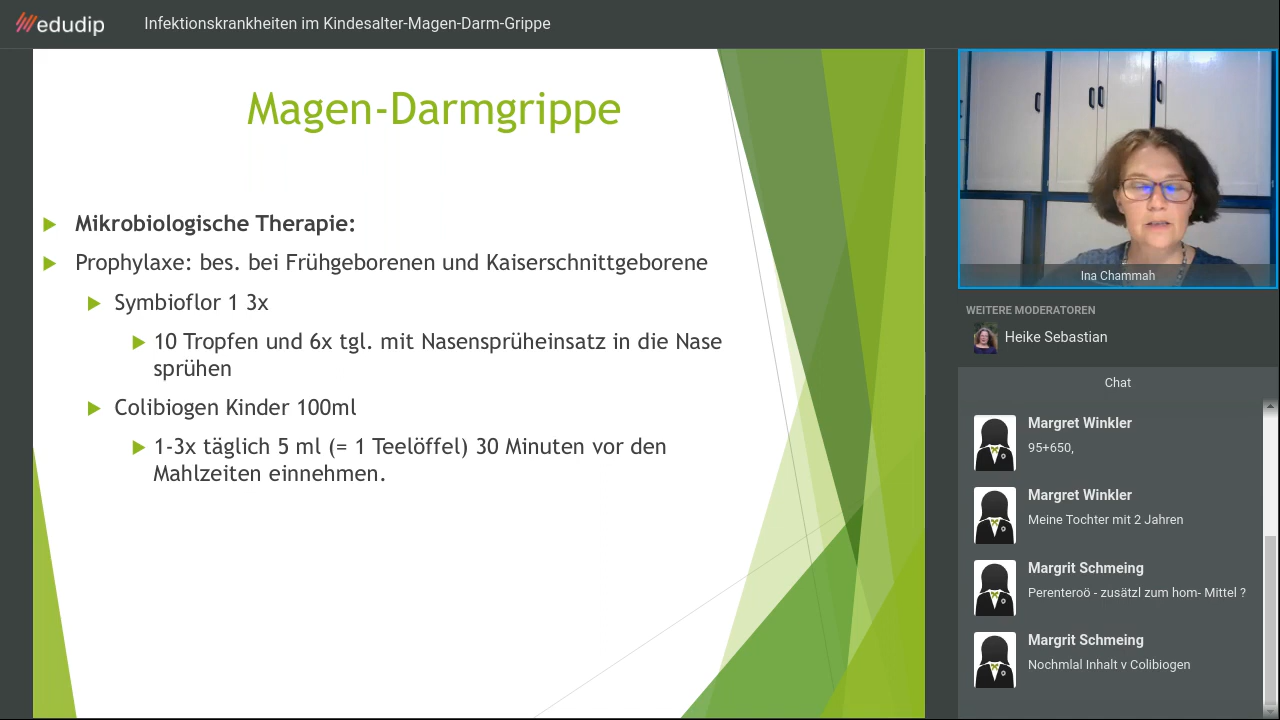 edudip
Infektionskrankheiten im Kindesalter-Magen-Darm-Grippe
Magen-Darmgrippe
Mikrobiologische Therapie:
Prophylaxe: bes. bei Frühgeborenen und Kaiserschnittgeborene
Symbioflor 1 3x
10 Tropfen und 6x tgl. mit Nasensprüheinsatz in die Nase
sprühen
Colibiogen Kinder 100ml
1-3x täglich 5 ml (= 1 Teelöffel) 30 Minuten vor den
Mahlzeiten einnehmen.
Ina Chammah
WEITERE MODERATOREN
Heike Sebastian
Chat
Margret Winkler
95+650,
Margret Winkler
Meine Tochter mit 2 Jahren
Margrit Schmeing
Perenteroö - zusätzl zum hom- Mittel ?
Margrit Schmeing
Nochmlal Inhalt v Colibiogen